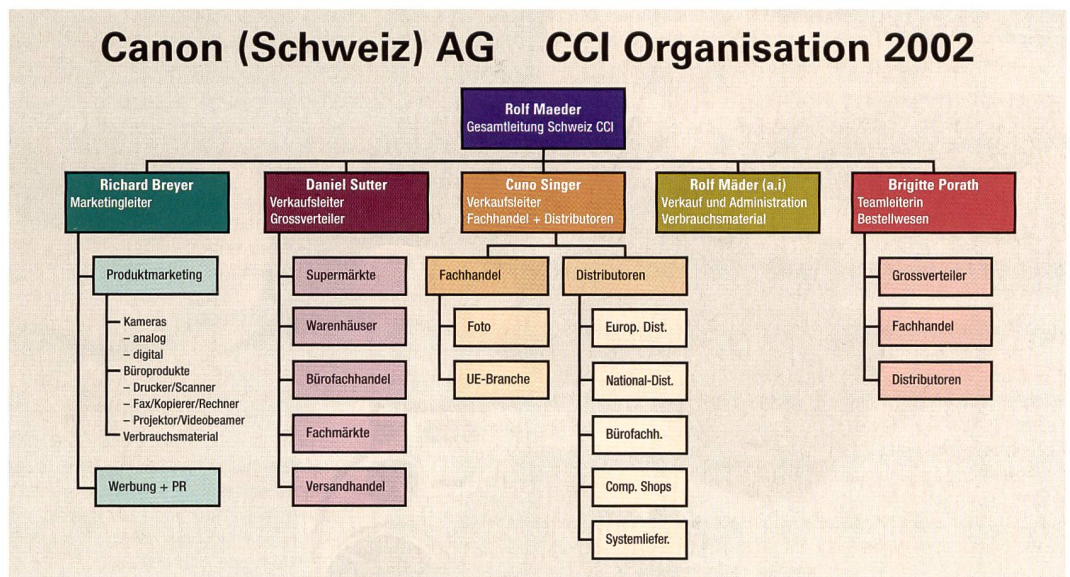 Canon (Schweiz) AG CCI Organisation 2002
Rolf Maeder
Gesamtleitung Schweiz CCI
Richard Breyer
Marketingleiter
Produktmarketing
Kameras
– analog
– digital
Büroprodukte
– Drucker/Scanner
– Fax/Kopierer/Rechner
– Projektor/Videobeamer
Verbrauchsmaterial
Werbung + PR
Daniel Sutter
Verkaufsleiter
Grossverteiler
Supermärkte
Warenhäuser
Bürofachhandel
Fachmärkte
Versandhandel
Cuno Singer
Verkaufsleiter
Fachhandel + Distributoren
Fachhandel
Foto
UE-Branche
Distributoren
Europ. Dist.
National-Dist.
Bürofachh.
Comp. Shops
Systemliefer.
Rolf Mäder (a.i)
Verkauf und Administration
Verbrauchsmaterial
Brigitte Porath
Teamleiterin
Bestellwesen
Grossverteiler
Fachhandel
Distributoren